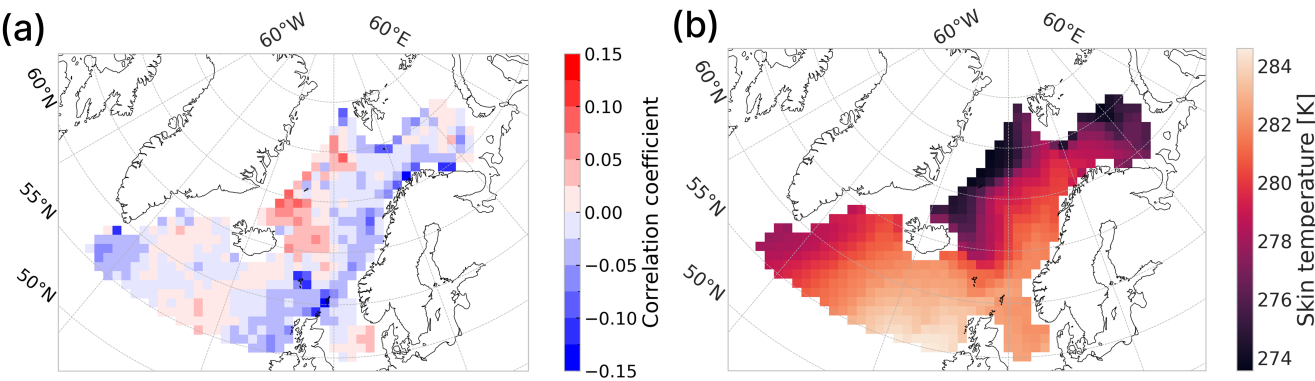 (a)
60°W
60°E
60°N
55°N
50°N
0.15
0.10
0.05
0.00
−0.05
−0.10
−0.15
Correlation coefficient
(b)
60°W
60°E
60°N
55°N
50°N
284
282
280
278
276
274
Skin temperature [K]